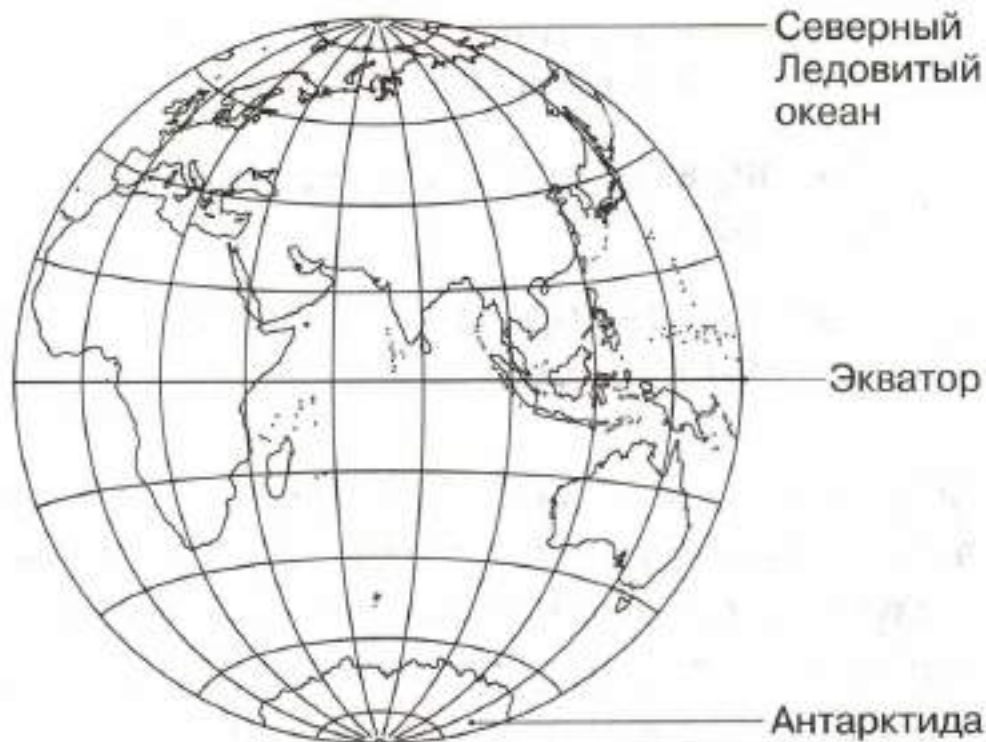 Северный
Ледовитый
океан
Экватор
Антарктида